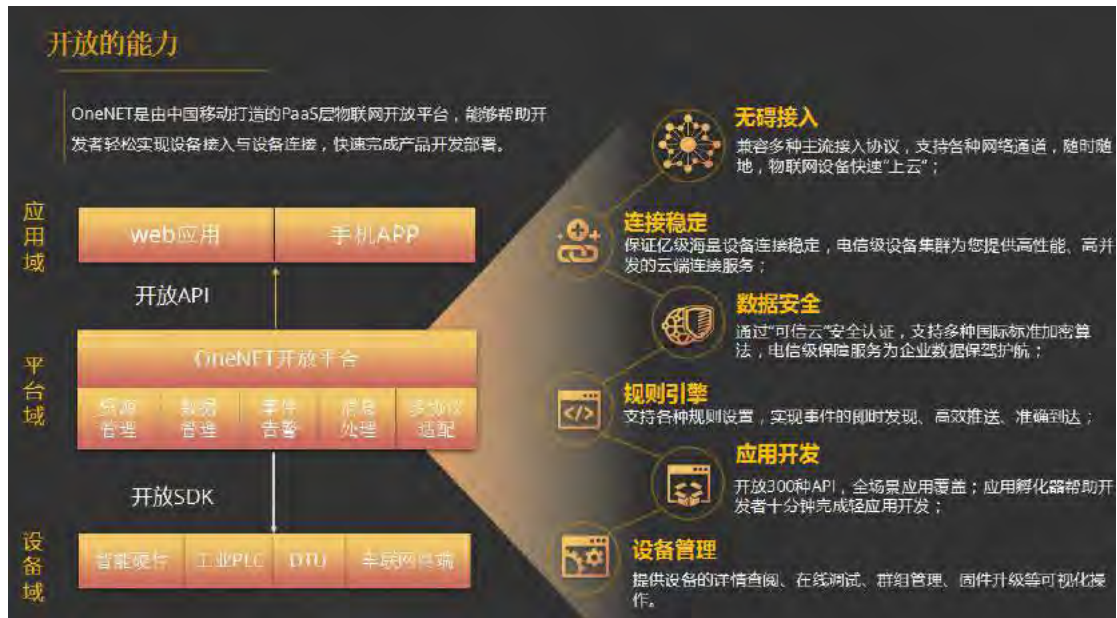 开放的能力
OneNET是由中国移动打造的PaaS层物联网开放平台，能够帮助开
发者轻松实现设备接入与设备连接，快速完成产品开发部署。
应用域
web应用
手机APP
开放API
平台域
OneNET开放平台
资源管理
数据管理
事件告警
消息处理
多协议适配
开放SDK
设备域
智能硬件
工业PLC
DTU
车联网终端
无碍接入
兼容多种主流接入协议，支持各种网络通道，随时随
地，物联网设备快速“上云”；
连接稳定
保证亿级海量设备连接稳定，电信级设备集群为您提供高性能、高并
发的云端连接服务；
数据安全
通过“可信云”安全认证，支持多种国际标准加密算
法，电信级保障服务为企业数据保驾护航；
规则引擎
支持各种规则设置，实现事件的即时发现、高效推送、准确到达；
应用开发
开放300种API，全场景应用覆盖；应用孵化器帮助开
发者十分钟完成轻应用开发；
设备管理
提供设备的详情查阅、在线调试、群组管理、固件升级等可视化操
作。